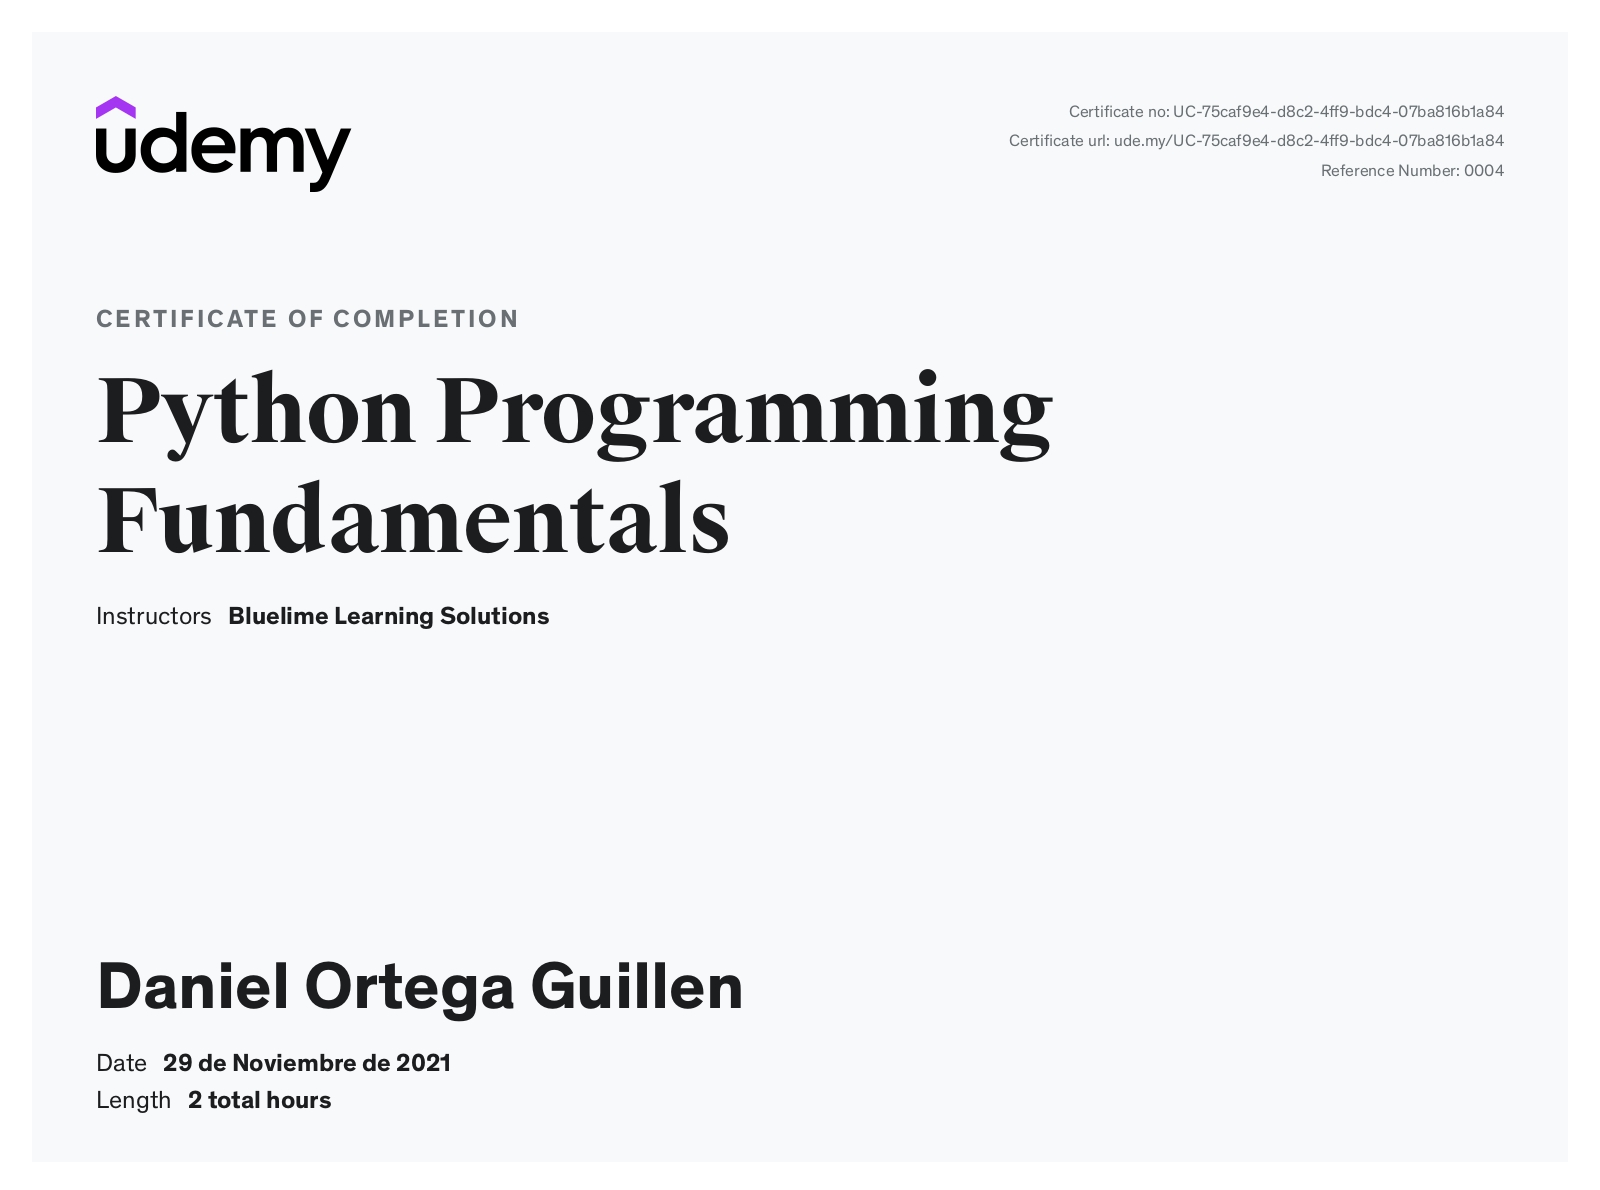 udemy
Certificate no: UC-75caf9e4-d8c2-4ff9-bdc4-07ba816b1a84
Certificate url: ude.my/UC-75caf9e4-d8c2-4ff9-bdc4-07ba816b1a84
Reference Number: 0004
CERTIFICATE OF COMPLETION
Python Programming
Fundamentals
Instructors Bluelime Learning Solutions
Daniel Ortega Guillen
Date 29 de Noviembre de 2021
Length 2 total hours